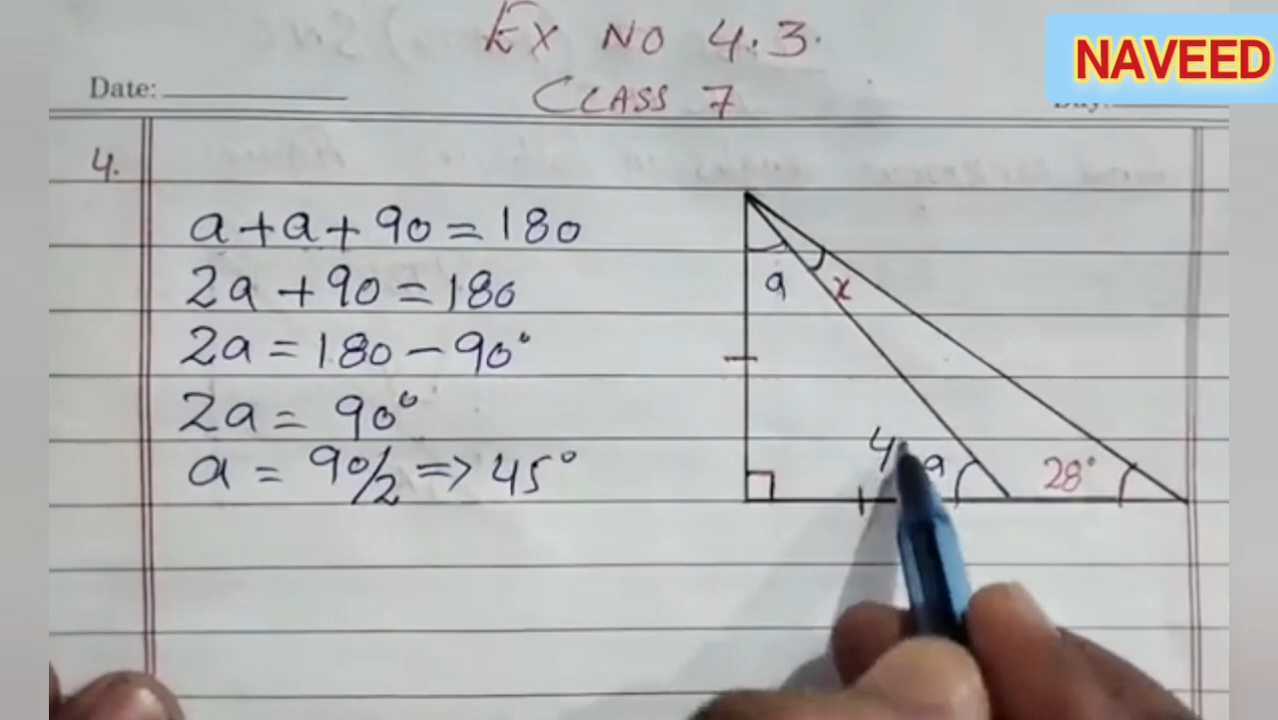 Ex NO 4.3.
NAVEED
Date:
CLASS 7
4.
a + a + 90 = 180
2a + 90 = 180
2a = 180 - 90°
2a = 90°
a = 90/2 => 45°
a
x
4
a
28°